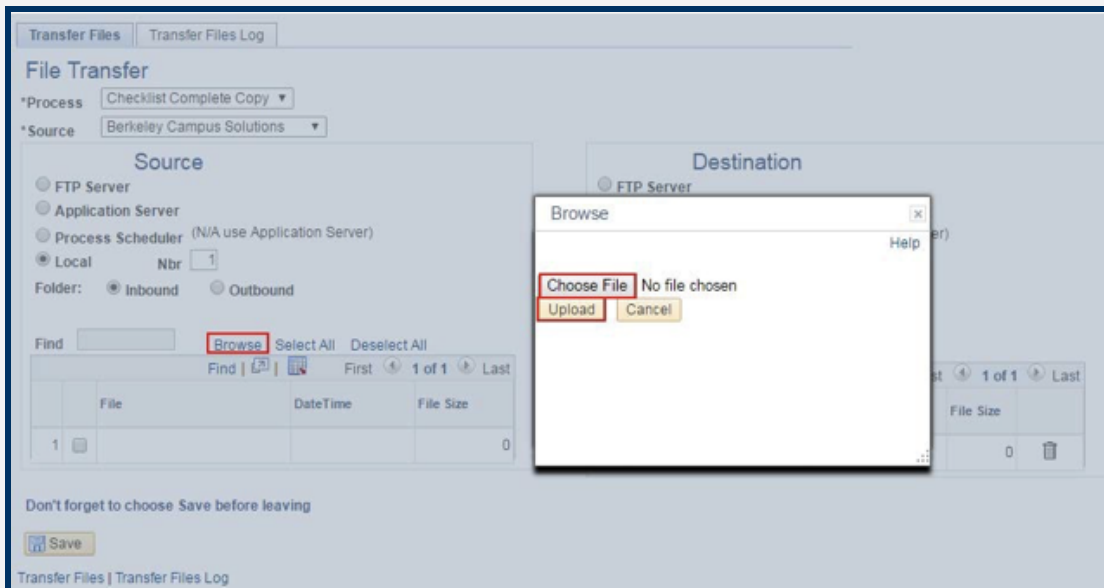 Transfer Files Transfer Files Log
File Transfer
*Process Checklist Complete Copy
*Source Berkeley Campus Solutions
Source
FTP Server
Application Server
Process Scheduler (N/A use Application Server)
Local Nbr 1
Folder: Inbound Outbound
Find Browse Select All Deselect All
Find | | First 1 of 1 Last
File DateTime File Size
1 0
Destination
FTP Server
er)
st 1 of 1 Last
File Size
0
Browse x
Help
Choose File No file chosen
Upload Cancel
Don't forget to choose Save before leaving
Save
Transfer Files | Transfer Files Log